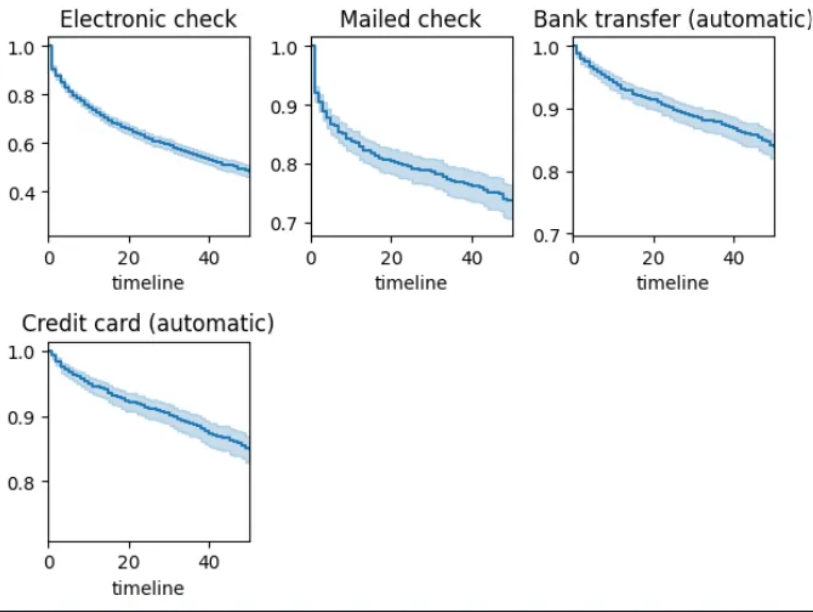 Electronic check
1.0
0.8
0.6
0.4
0 20 40
timeline
Mailed check
1.0
0.9
0.8
0.7
0 20 40
timeline
Bank transfer (automatic)
1.0
0.9
0.8
0.7
0 20 40
timeline
Credit card (automatic)
1.0
0.9
0.8
0 20 40
timeline